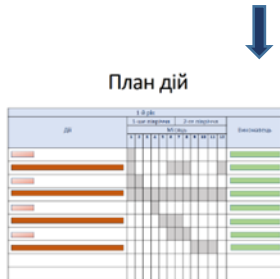 План дій
1-й рік
1-ше півріччя 2-ге півріччя
Дії Місяць Виконавець
1 2 3 4 5 6 7 8 9 10 11 12